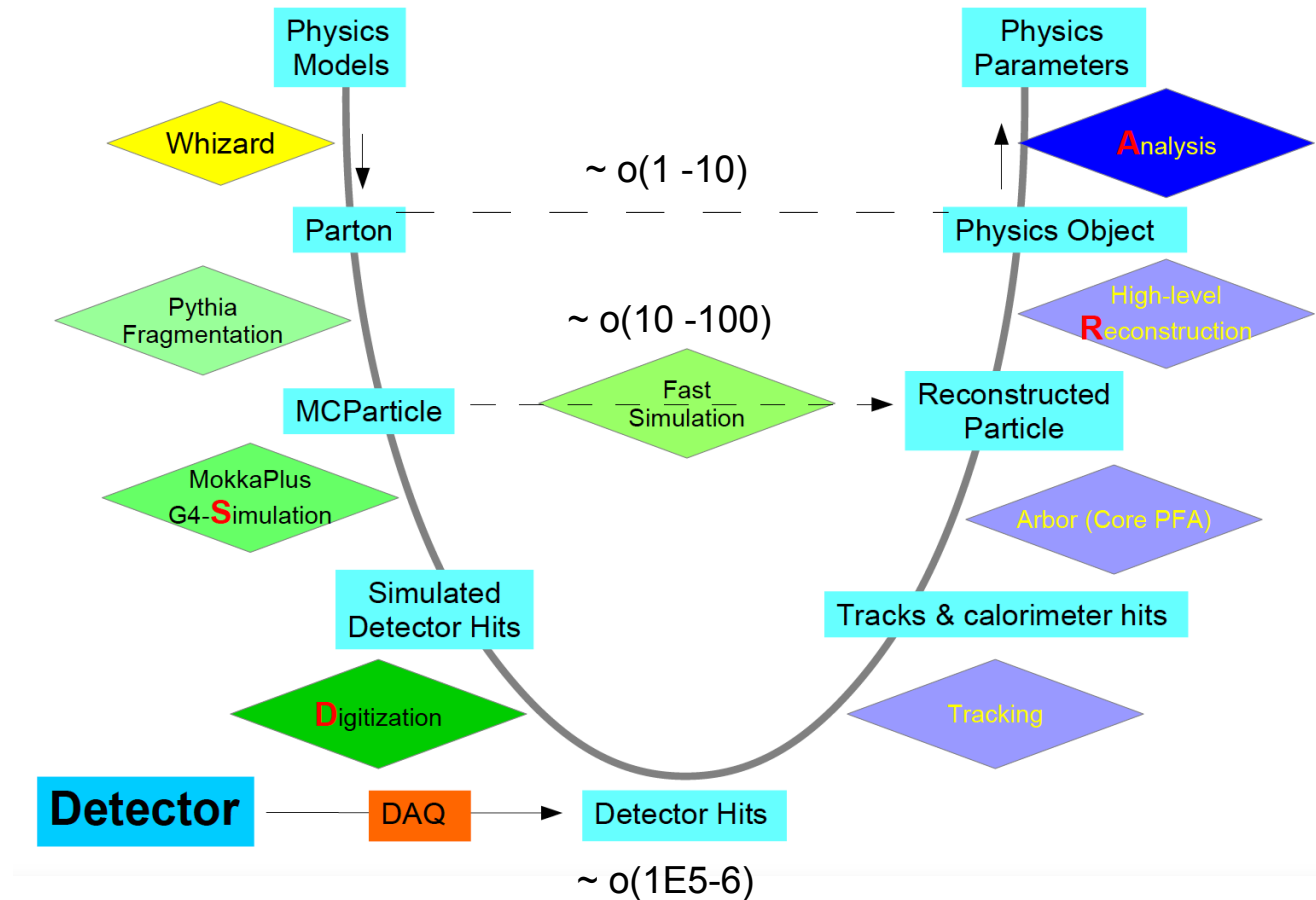 Physics
Models
Physics
Parameters
Whizard
Analysis
~ o(1 -10)
Parton
Physics Object
Pythia
Fragmentation
~ o(10 -100)
High-level
Reconstruction
MCParticle
Fast
Simulation
Reconstructed
Particle
MokkaPlus
G4-Simulation
Arbor (Core PFA)
Simulated
Detector Hits
Tracks & calorimeter hits
Digitization
Tracking
Detector
DAQ
Detector Hits
~ o(1E5-6)